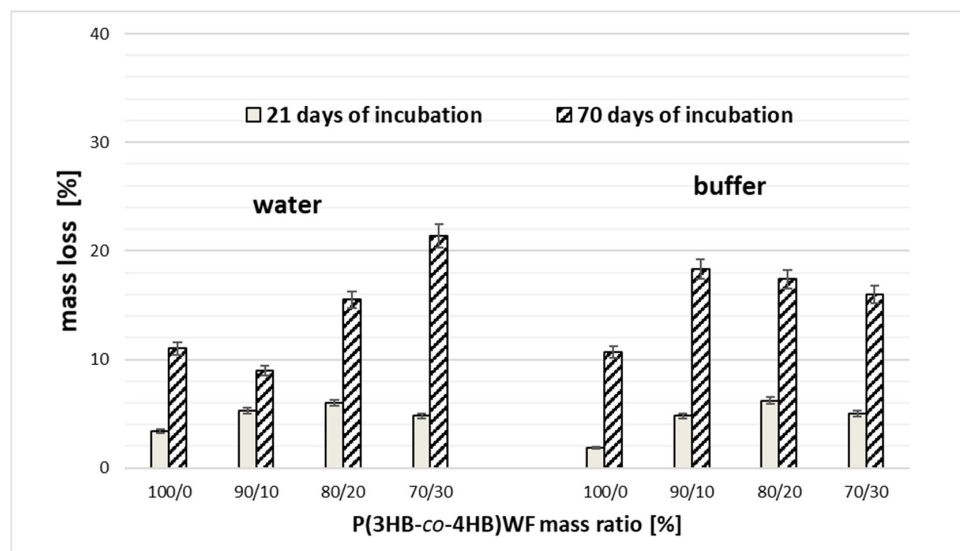 40
21 days of incubation 70 days of incubation
30
buffer
water
20
10
0
mass loss [%]
100/0 90/10 80/20 70/30 100/0 90/10 80/20 70/30
P(3HB-co-4HB)WF mass ratio [%]